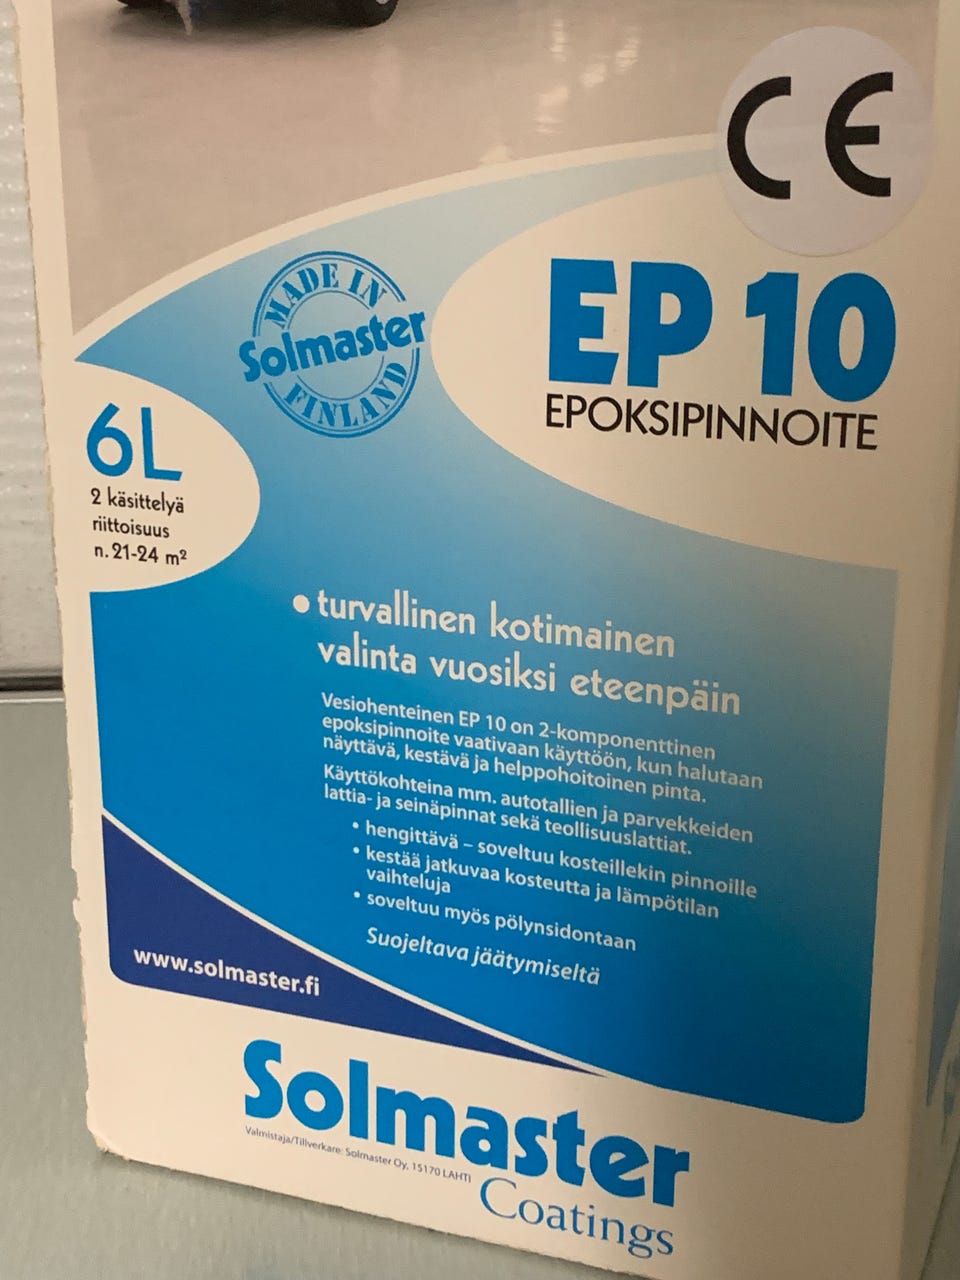 CE
MADE IN
Solmaster
FINLAND
EP 10
EPOKSIPINNOITE
6L
2 käsittelyä
riittoisuus
n. 21-24 m²
• turvallinen kotimainen
valinta vuosiksi eteenpäin
Vesiohenteinen EP 10 on 2-komponenttinen
epoksipinnoite vaativaan käyttöön, kun halutaan
näyttävä, kestävä ja helppohoitoinen pinta.
Käyttökohteina mm. autotallien ja parvekkeiden
lattia- ja seinäpinnat sekä teollisuuslattiat.
• hengittävä – soveltuu kosteillekin pinnoille
• kestää jatkuvaa kosteutta ja lämpötilan
vaihteluja
• soveltuu myös pölynsidontaan
Suojeltava jäätymiseltä
www.solmaster.fi
Solmaster
Valmistaja/Tillverkare: Solmaster Oy, 15170 LAHTI
Coatings